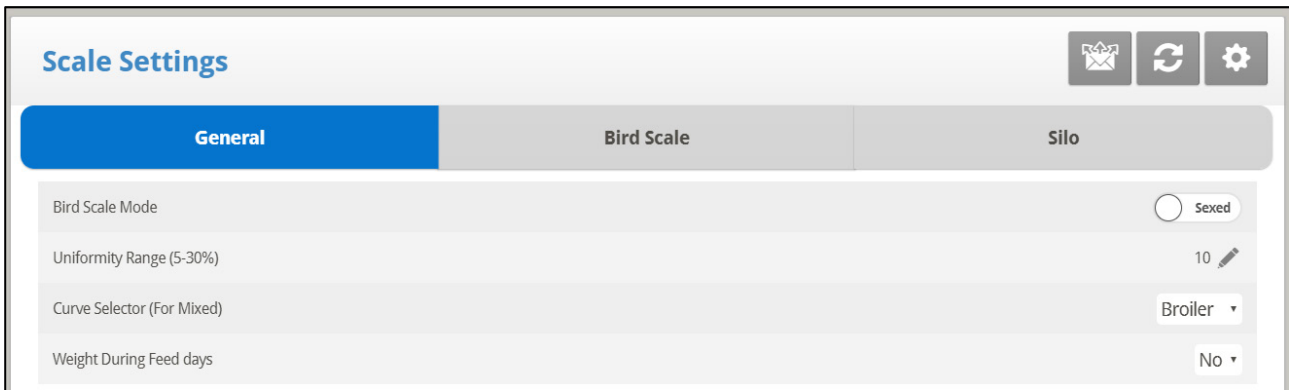 Scale Settings
General Bird Scale Silo
Bird Scale Mode Sexed
Uniformity Range (5-30%) 10
Curve Selector (For Mixed) Broiler
Weight During Feed days No